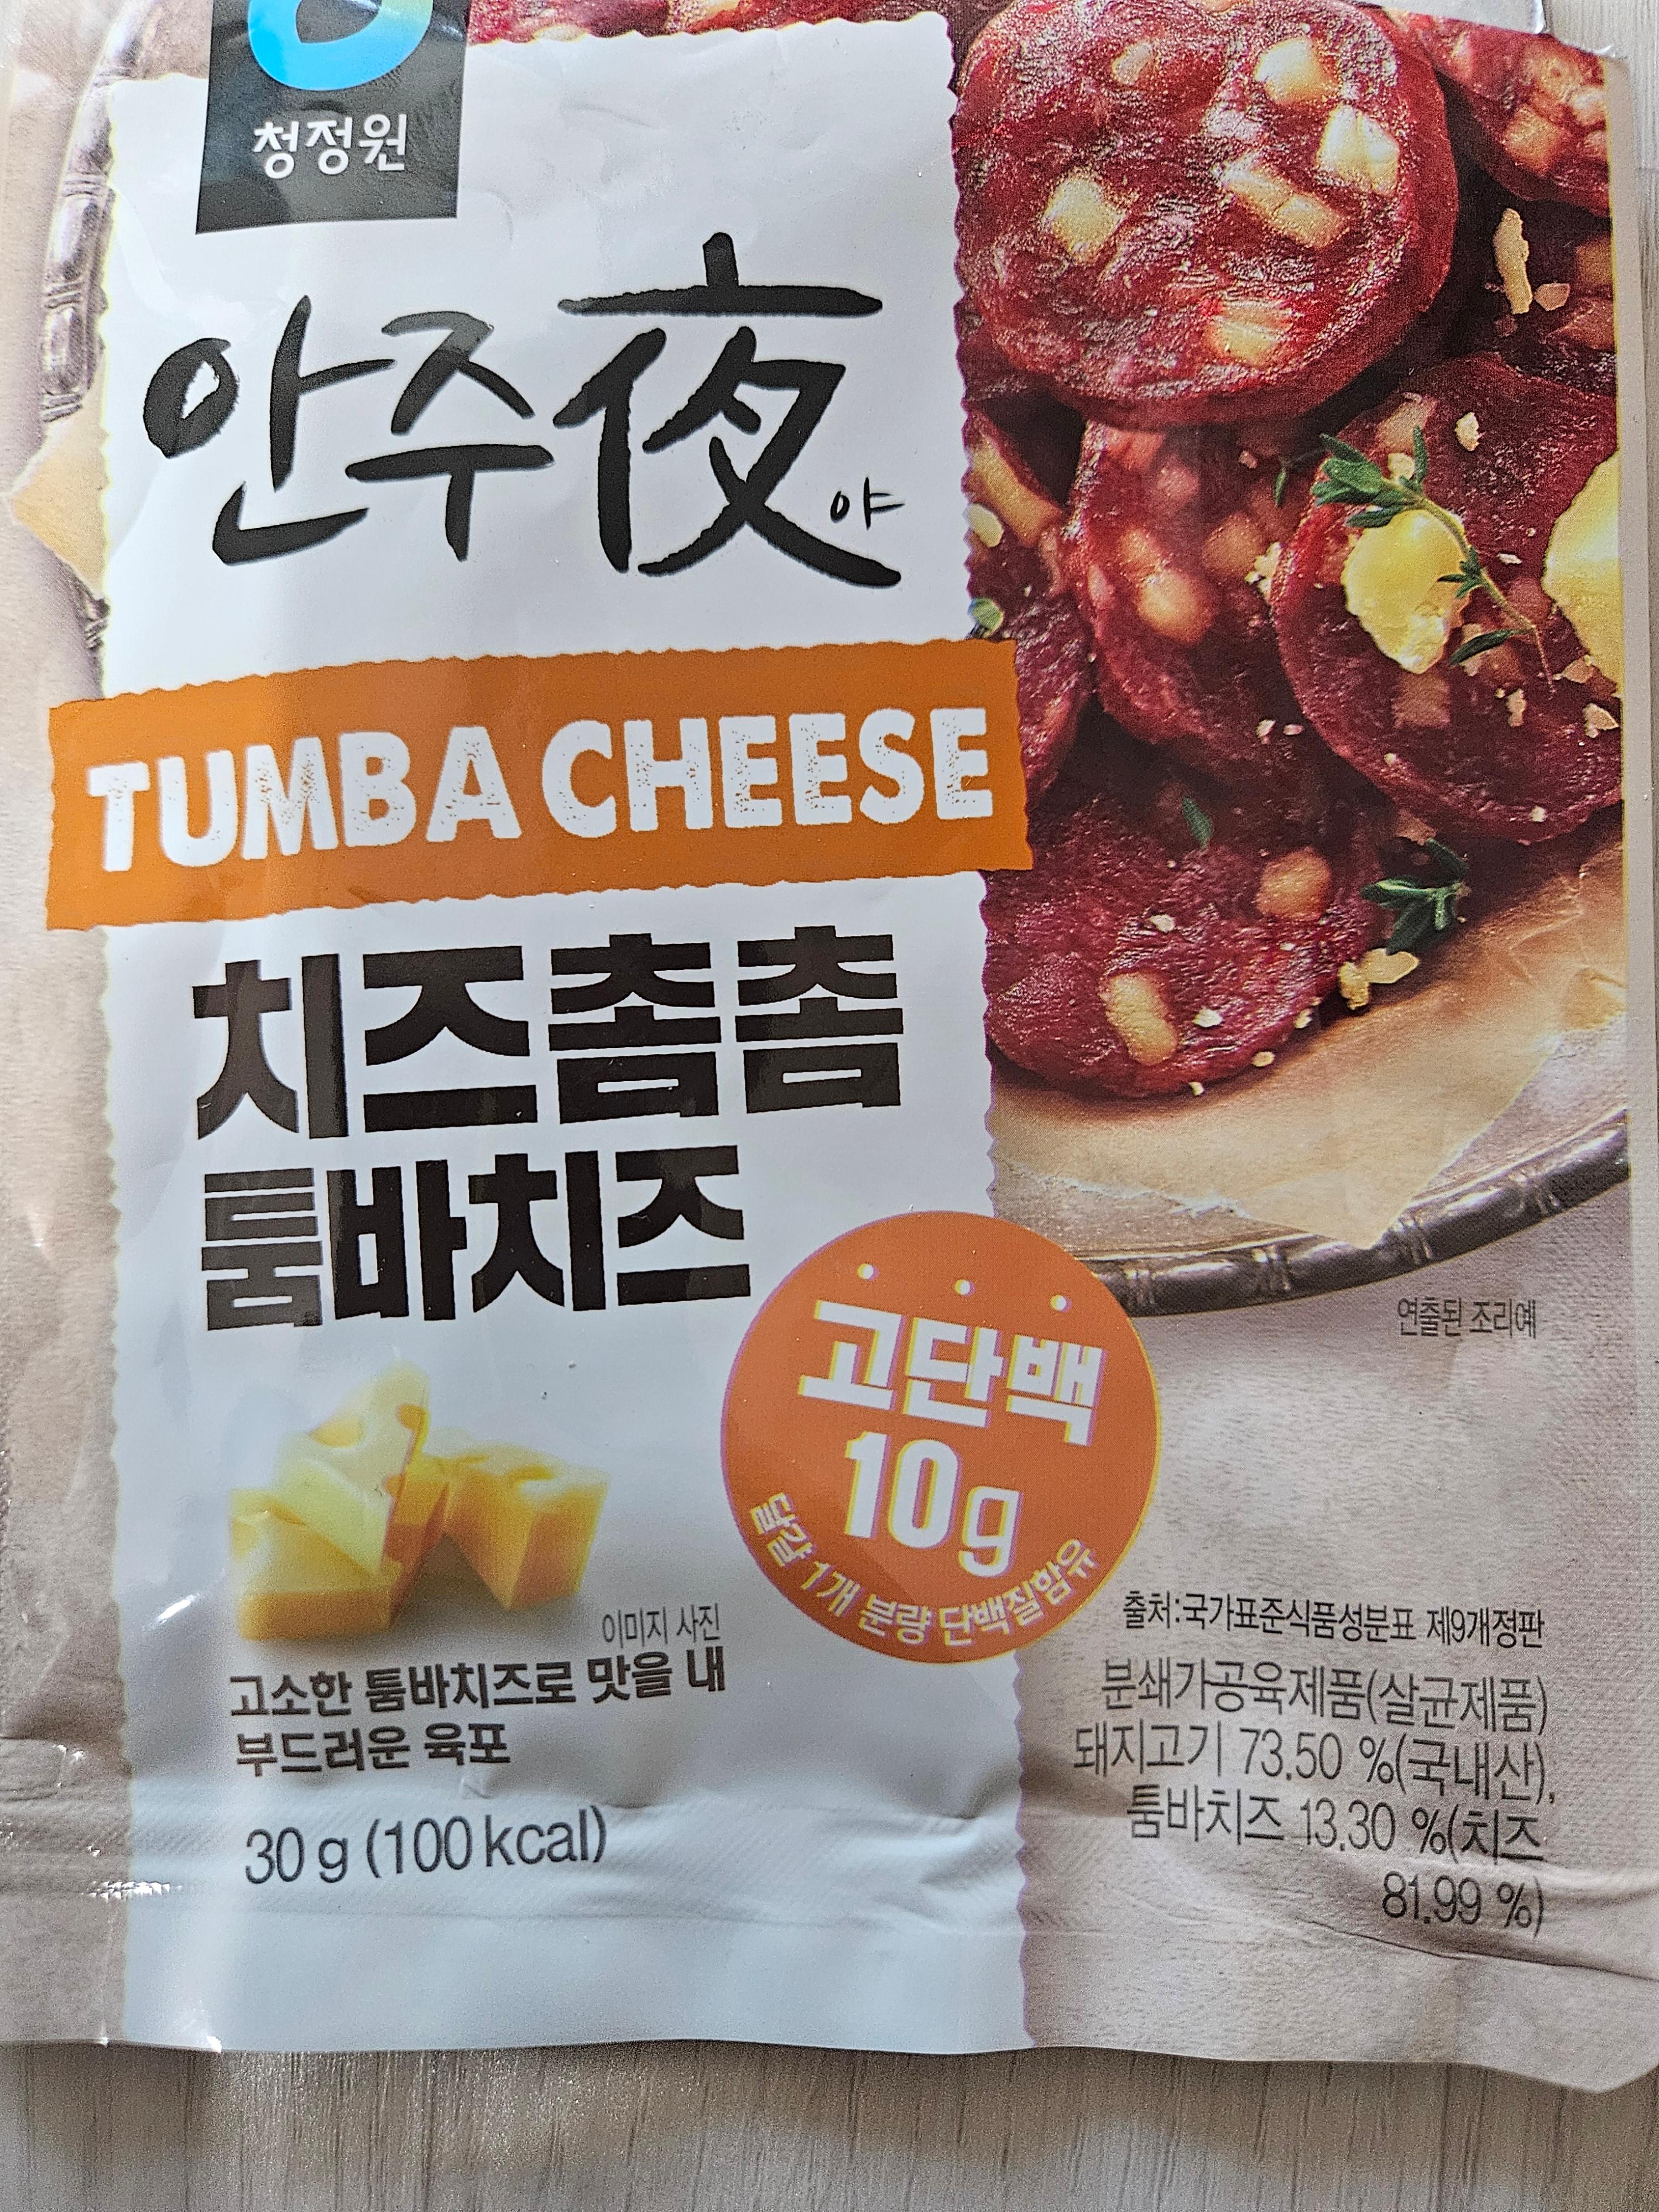 청정원
안주夜
야
TUMBA CHEESE
치즈촘촘
툼바치즈
고단백
10g
닭걀 1개 분량 단백질함유
연출된 조리예
이미지 사진
고소한 툼바치즈로 맛을 내
부드러운 육포
30 g (100 kcal)
출처:국가표준식품성분표 제9개정판
분쇄가공육제품(살균제품)
돼지고기 73.50 %(국내산),
툼바치즈 13.30 %(치즈
81.99 %)